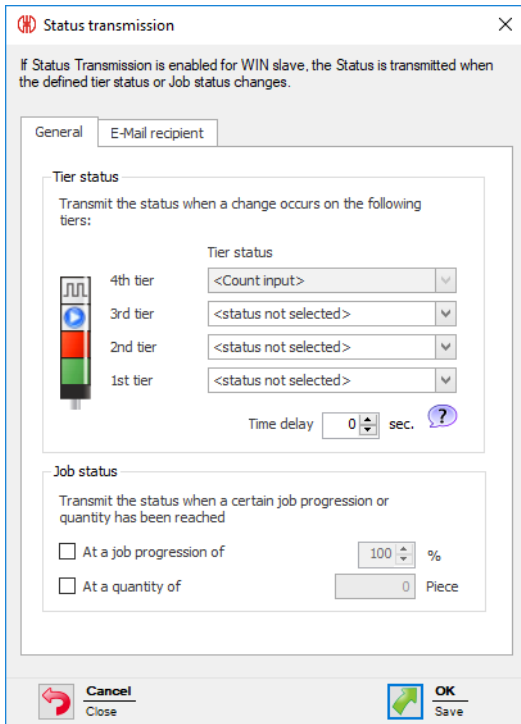 Status transmission
If Status Transmission is enabled for WIN slave, the Status is transmitted when
the defined tier status or Job status changes.
General
E-Mail recipient
Tier status
Transmit the status when a change occurs on the following
tiers:
Tier status
4th tier
<Count input>
3rd tier
<status not selected>
2nd tier
<status not selected>
1st tier
<status not selected>
Time delay
0
sec.
?
Job status
Transmit the status when a certain job progression or
quantity has been reached
At a job progression of
100
%
At a quantity of
0
Piece
Cancel
Close
OK
Save